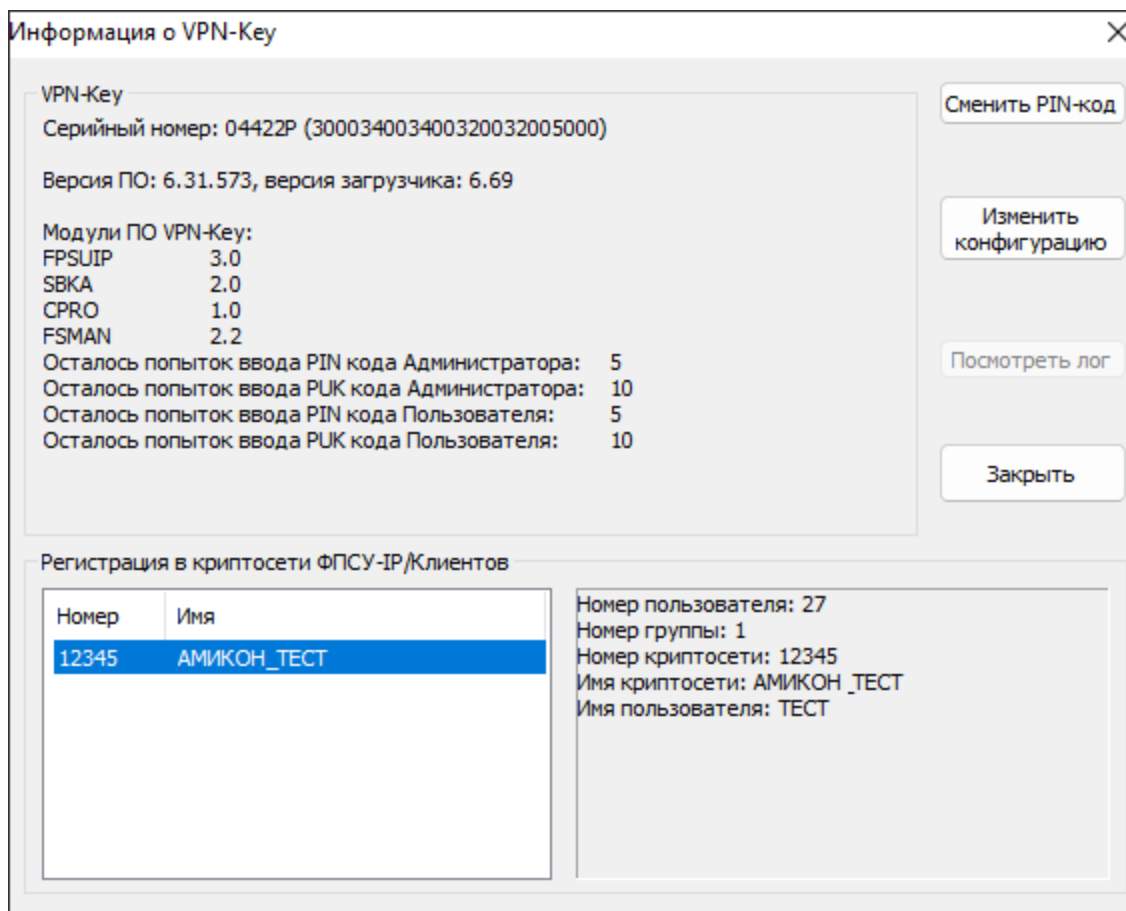 Информация о VPN-Key
VPN-Key
Серийный номер: 04422P (300034003400320032005000)
Версия ПО: 6.31.573, версия загрузчика: 6.69
Модули ПО VPN-Key:
FPSUIP 3.0
SBKA 2.0
CPRO 1.0
FSMAN 2.2
Осталось попыток ввода PIN кода Администратора: 5
Осталось попыток ввода PUK кода Администратора: 10
Осталось попыток ввода PIN кода Пользователя: 5
Осталось попыток ввода PUK кода Пользователя: 10
Сменить PIN-код
Изменить
конфигурацию
Посмотреть лог
Закрыть
Регистрация в криптосети ФПСУ-IP/Клиентов
Номер Имя
12345 АМИКОН_ТЕСТ
Номер пользователя: 27
Номер группы: 1
Номер криптосети: 12345
Имя криптосети: АМИКОН _ТЕСТ
Имя пользователя: ТЕСТ